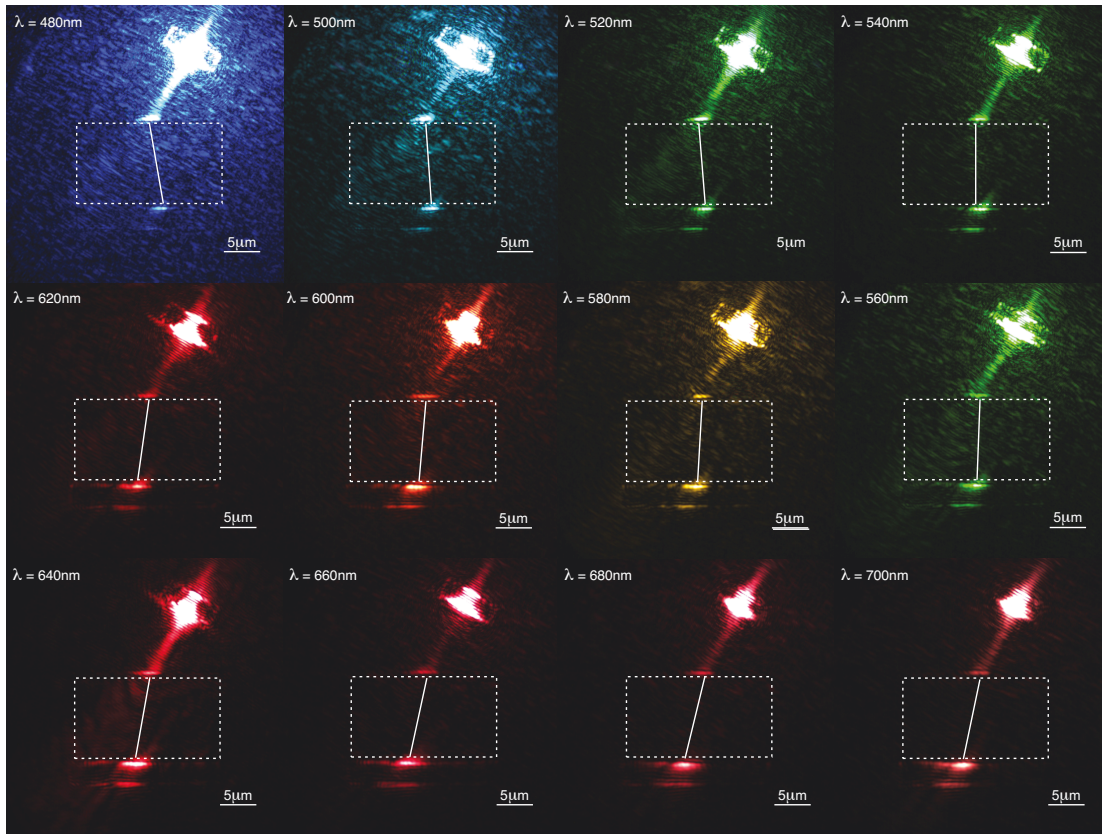 λ = 480nm
λ = 500nm
λ = 520nm
λ = 540nm
5μm
5μm
5μm
5μm
λ = 620nm
λ = 600nm
λ = 580nm
λ = 560nm
5μm
5μm
5μm
5μm
λ = 640nm
λ = 660nm
λ = 680nm
λ = 700nm
5μm
5μm
5μm
5μm